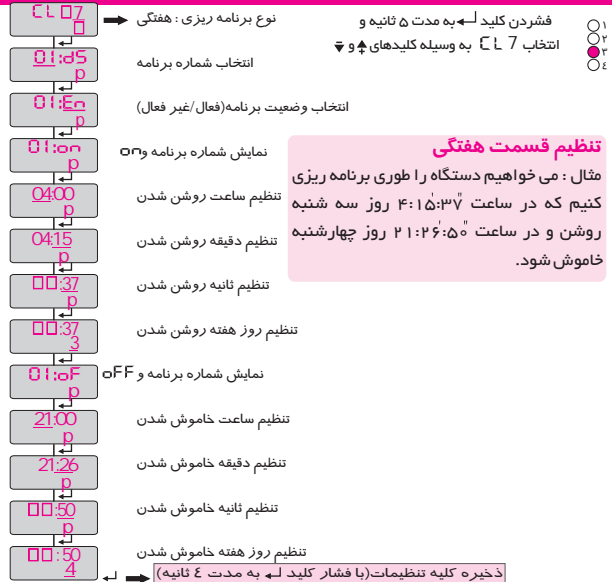 فشردن کلید ↵ به مدت ۵ ثانیه و
انتخاب CL 7 به وسیله کلیدهای ⇞ و ⇟
۱
۲
۳
٤
تنظیم قسمت هفتگی
مثال : می خواهیم دستگاه را طوری برنامه ریزی
کنیم که در ساعت ۴:۱۵':۳۷" روز سه شنبه
روشن و در ساعت ۲۱:۲۶':۵۰" روز چهارشنبه
خاموش شود.
نوع برنامه ریزی : هفتگی
CL 07
0
انتخاب شماره برنامه
01:dS
p
انتخاب وضعیت برنامه(فعال/غیر فعال)
01:En
p
نمایش شماره برنامه وon
01:on
p
تنظیم ساعت روشن شدن
04:00
p
تنظیم دقیقه روشن شدن
04:15
p
تنظیم ثانیه روشن شدن
00:37
p
تنظیم روز هفته روشن شدن
00:37
3
نمایش شماره برنامه و oFF
01:oF
p
تنظیم ساعت خاموش شدن
21:00
p
تنظیم دقیقه خاموش شدن
21:26
p
تنظیم ثانیه خاموش شدن
00:50
p
تنظیم روز هفته خاموش شدن
00:50
4
ذخیره کلیه تنظیمات(با فشار کلید ↵ به مدت ٤ ثانیه)